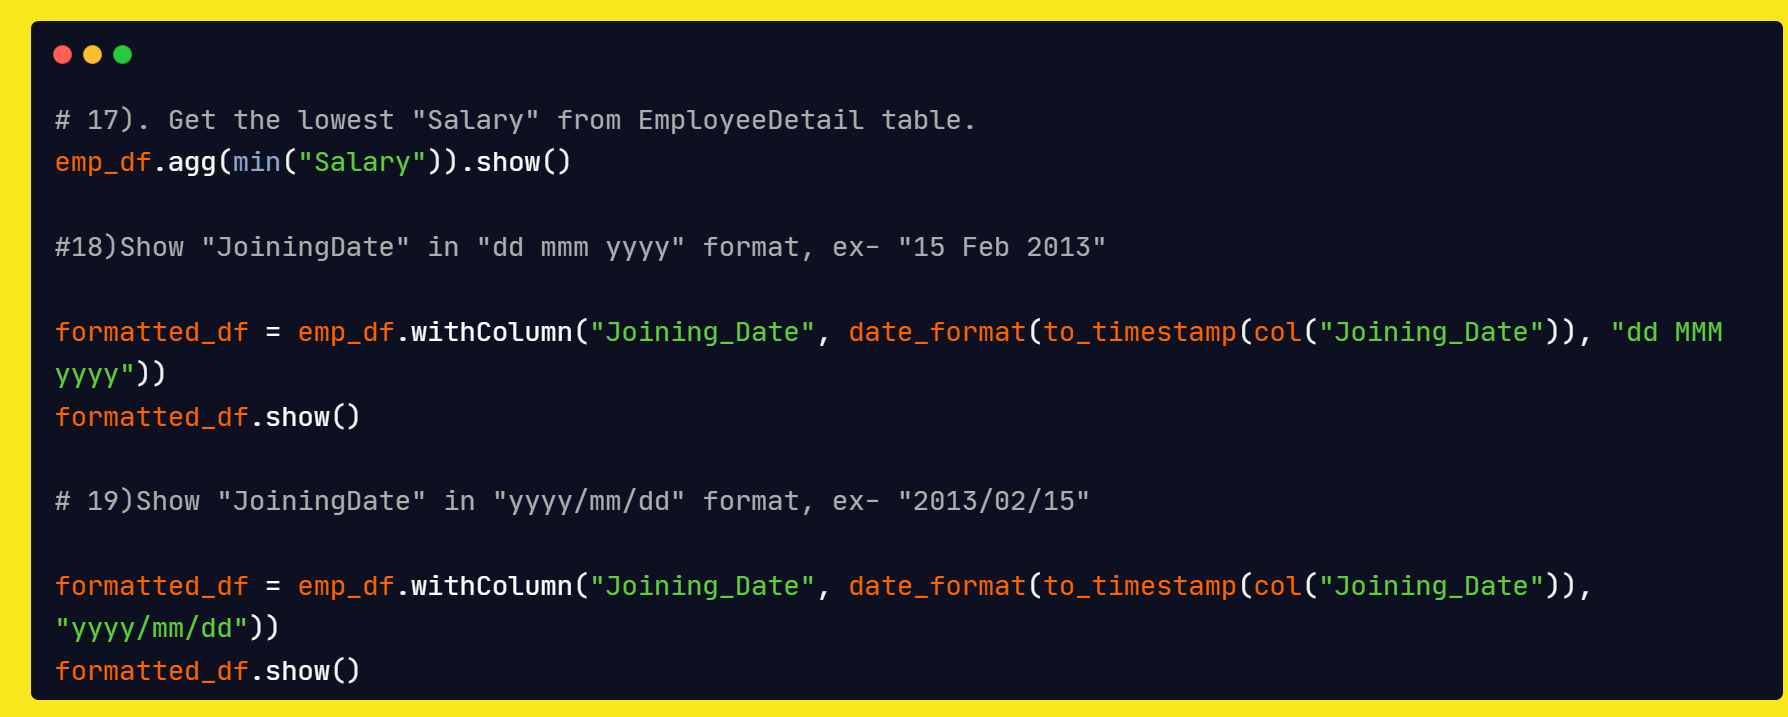 # 17). Get the lowest "Salary" from EmployeeDetail table.
emp_df.agg(min("Salary")).show()
#18)Show "JoiningDate" in "dd mmm yyyy" format, ex- "15 Feb 2013"
formatted_df = emp_df.withColumn("Joining_Date", date_format(to_timestamp(col("Joining_Date")), "dd MMM
yyyy"))
formatted_df.show()
# 19)Show "JoiningDate" in "yyyy/mm/dd" format, ex- "2013/02/15"
formatted_df = emp_df.withColumn("Joining_Date", date_format(to_timestamp(col("Joining_Date")),
"yyyy/mm/dd"))
formatted_df.show()